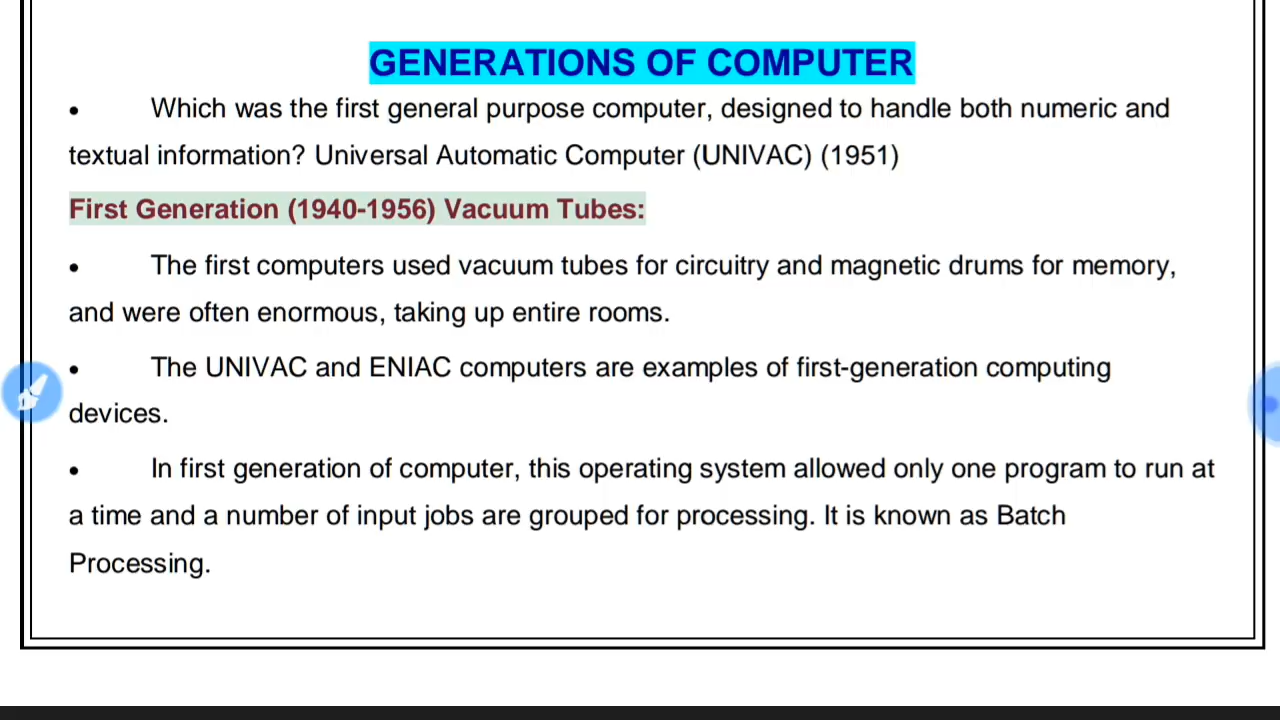 GENERATIONS OF COMPUTER
• Which was the first general purpose computer, designed to handle both numeric and
textual information? Universal Automatic Computer (UNIVAC) (1951)
First Generation (1940-1956) Vacuum Tubes:
• The first computers used vacuum tubes for circuitry and magnetic drums for memory,
and were often enormous, taking up entire rooms.
• The UNIVAC and ENIAC computers are examples of first-generation computing
devices.
• In first generation of computer, this operating system allowed only one program to run at
a time and a number of input jobs are grouped for processing. It is known as Batch
Processing.